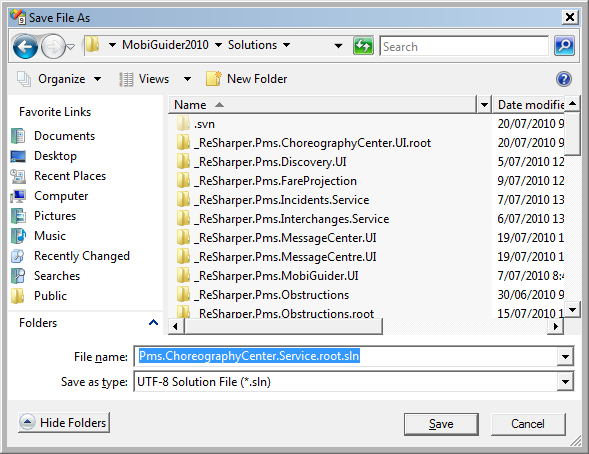 Save File As
MobiGuider2010 Solutions Search
Organize Views New Folder
Favorite Links
Documents
Desktop
Recent Places
Computer
Pictures
Music
Recently Changed
Searches
Public
Folders
Name Date modifie
.svn 20/07/2010 9
_ReSharper.Pms.ChoreographyCenter.UI.root 20/07/2010 9
_ReSharper.Pms.Discovery.UI 5/07/2010 12
_ReSharper.Pms.FareProjection 9/07/2010 12
_ReSharper.Pms.Incidents.Service 7/07/2010 13
_ReSharper.Pms.Interchanges.Service 6/07/2010 13
_ReSharper.Pms.MessageCenter.UI 19/07/2010 1
_ReSharper.Pms.MessageCentre.UI 19/07/2010 1
_ReSharper.Pms.MobiGuider.UI 7/07/2010 8:4
_ReSharper.Pms.Obstructions 30/06/2010 9
_ReSharper.Pms.Obstructions.root 15/07/2010 1
File name: Pms.ChoreographyCenter.Service.root.sln
Save as type: UTF-8 Solution File (*.sln)
Hide Folders Save Cancel